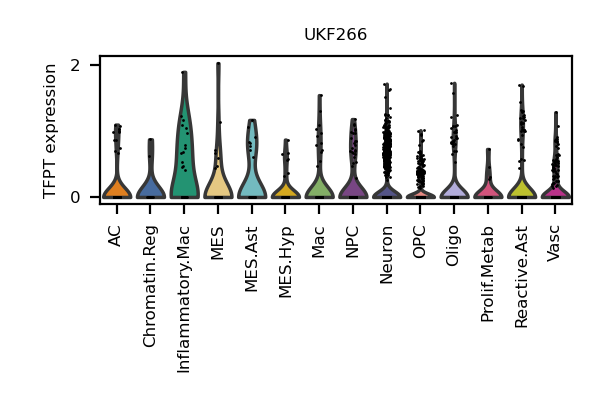 UKF266
TFPT expression
2
0
AC
Chromatin.Reg
Inflammatory.Mac
MES
MES.Ast
MES.Hyp
Mac
NPC
Neuron
OPC
Oligo
Prolif.Metab
Reactive.Ast
Vasc